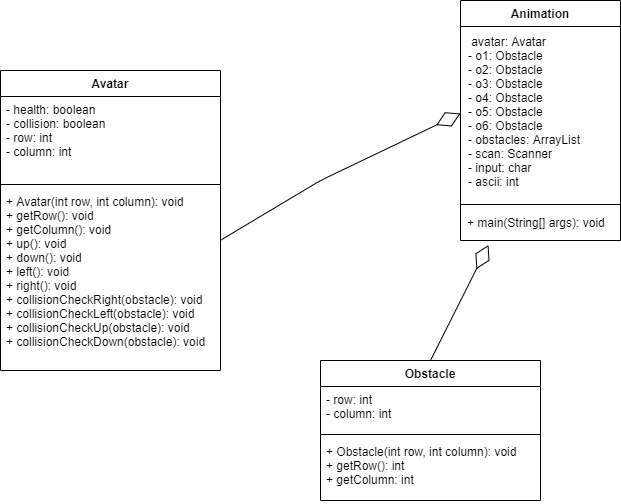 Animation
avatar: Avatar
- o1: Obstacle
- o2: Obstacle
- o3: Obstacle
- o4: Obstacle
- o5: Obstacle
- o6: Obstacle
- obstacles: ArrayList
- scan: Scanner
- input: char
- ascii: int
+ main(String[] args): void
Avatar
- health: boolean
- collision: boolean
- row: int
- column: int
+ Avatar(int row, int column): void
+ getRow(): void
+ getColumn(): void
+ up(): void
+ down(): void
+ left(): void
+ right(): void
+ collisionCheckRight(obstacle): void
+ collisionCheckLeft(obstacle): void
+ collisionCheckUp(obstacle): void
+ collisionCheckDown(obstacle): void
Obstacle
- row: int
- column: int
+ Obstacle(int row, int column): void
+ getRow(): int
+ getColumn: int